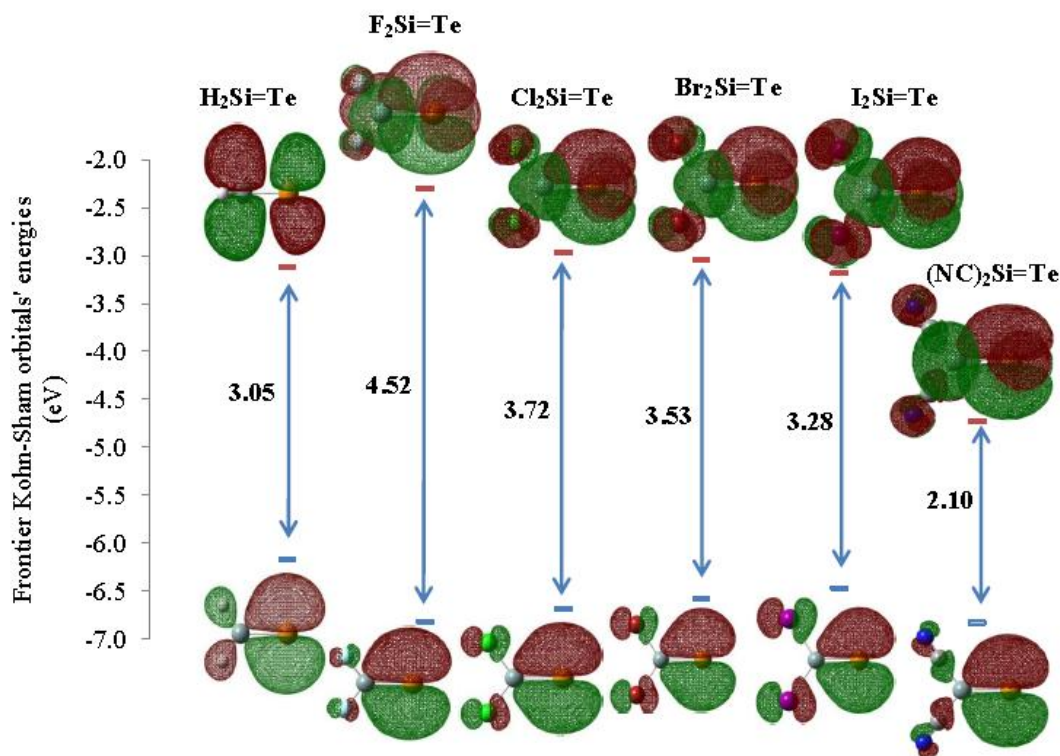 F₂Si=Te
H₂Si=Te
Cl₂Si=Te
Br₂Si=Te
I₂Si=Te
(NC)₂Si=Te
Frontier Kohn-Sham orbitals' energies
(eV)
-2.0
-2.5
-3.0
-3.5
-4.0
-4.5
-5.0
-5.5
-6.0
-6.5
-7.0
3.05
4.52
3.72
3.53
3.28
2.10